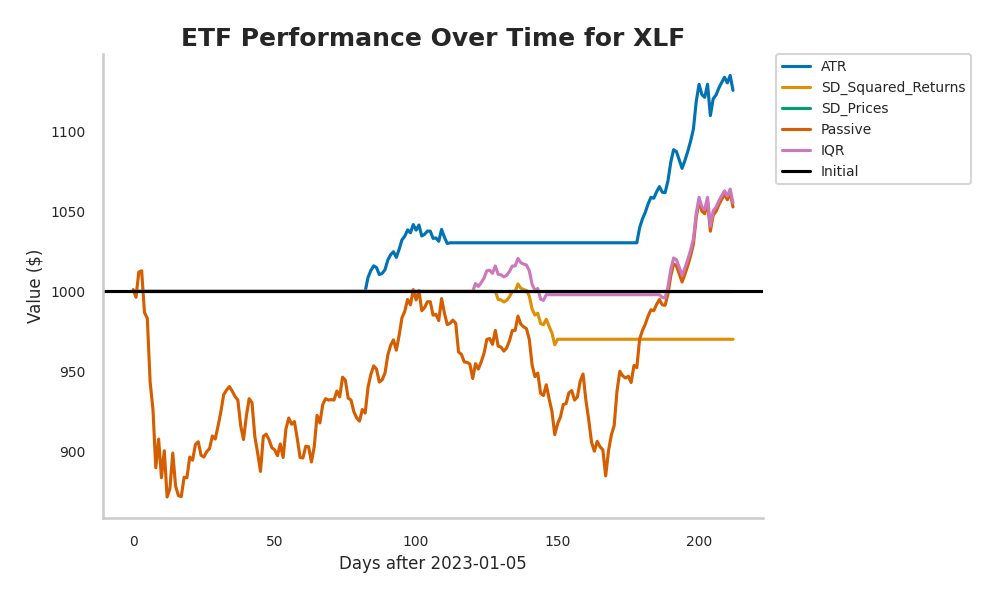 ETF Performance Over Time for XLF
ATR
SD_Squared_Returns
SD_Prices
Passive
IQR
Initial
Value ($)
1100
1050
1000
950
900
0 50 100 150 200
Days after 2023-01-05